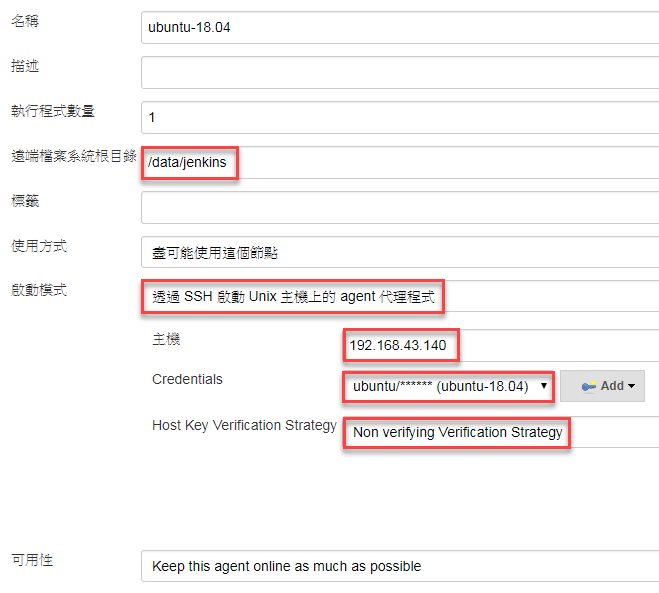 名稱 ubuntu-18.04
描述
執行程式數量 1
遠端檔案系統根目錄 /data/jenkins
標籤
使用方式 盡可能使用這個節點
啟動模式 透過 SSH 啟動 Unix 主機上的 agent 代理程式
主機 192.168.43.140
Credentials ubuntu/****** (ubuntu-18.04) Add
Host Key Verification Strategy Non verifying Verification Strategy
可用性 Keep this agent online as much as possible